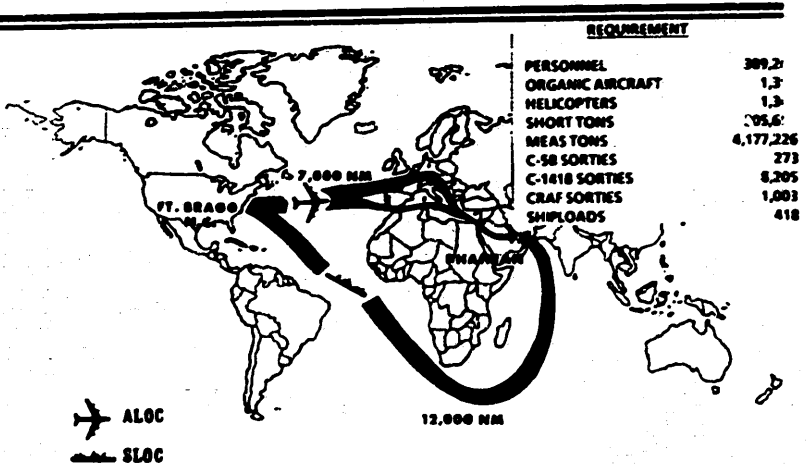 REQUIREMENT
PERSONNEL
ORGANIC AIRCRAFT
HELICOPTERS
SHORT TONS
MEAS TONS 4,177,226
C-5B SORTIES 273
C-141B SORTIES 8,205
CRAF SORTIES 1,003
SHIPLOADS 418
7,000 NM
FT. BRAGG
N.C.
DHAHRAN
12,000 NM
ALOC
SLOC